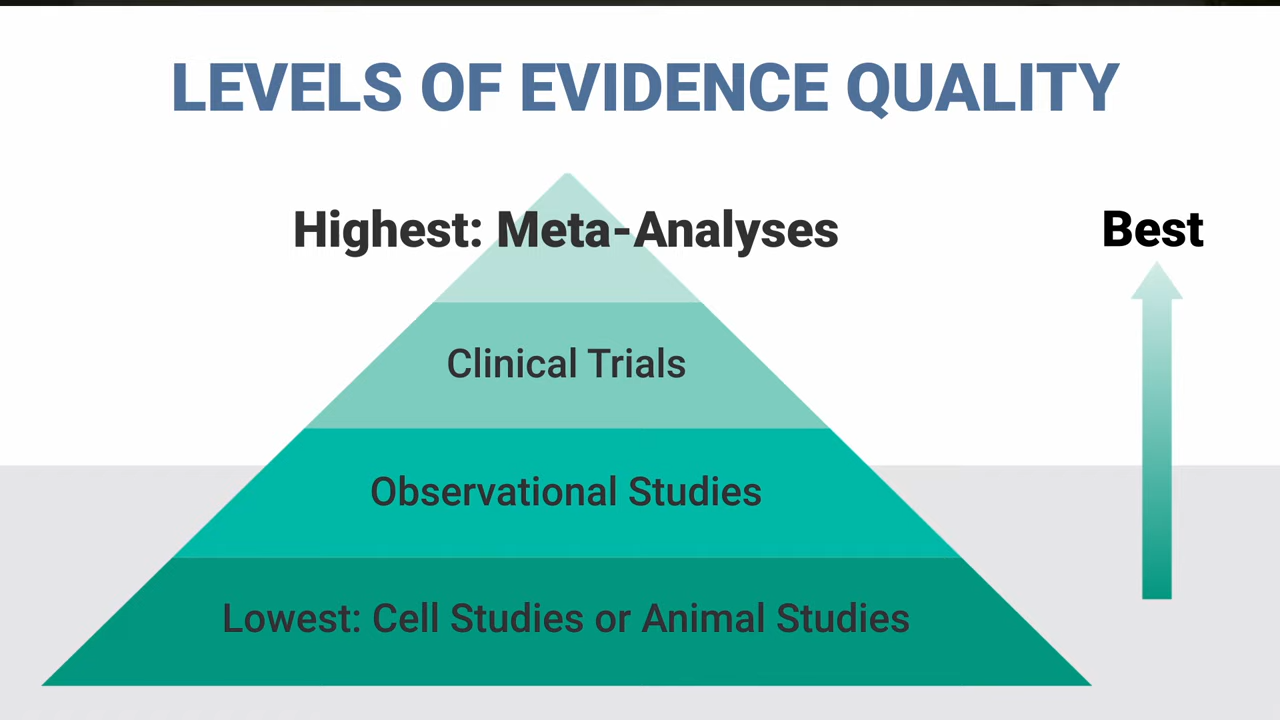 LEVELS OF EVIDENCE QUALITY
Highest: Meta-Analyses
Best
Clinical Trials
Observational Studies
Lowest: Cell Studies or Animal Studies